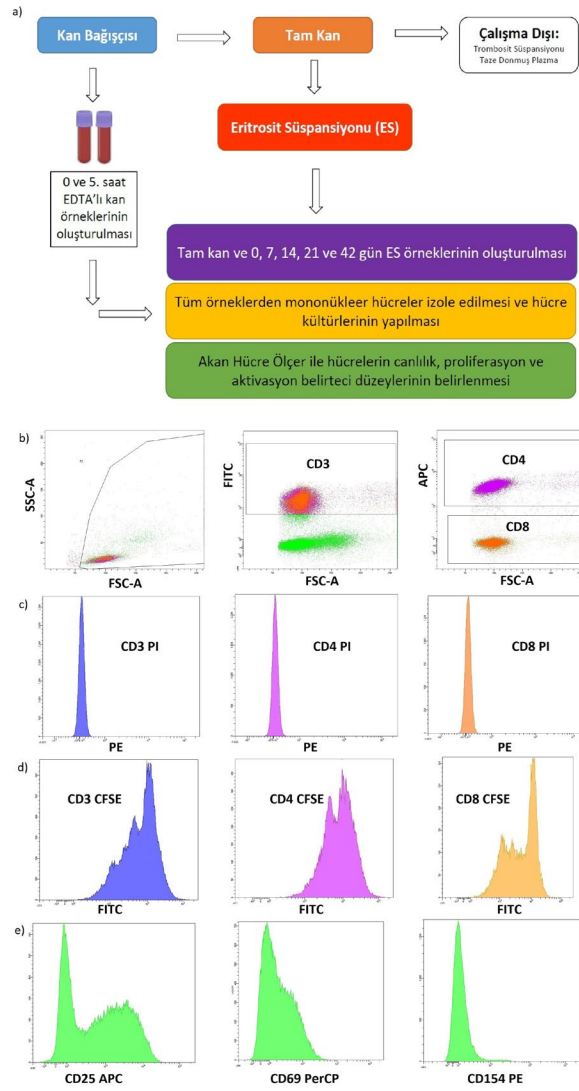 a)
Kan Bağışçısı
Tam Kan
Çalışma Dışı:
Trombosit Süspansiyonu
Taze Donmuş Plazma
Eritrosit Süspansiyonu (ES)
0 ve 5. saat
EDTA'lı kan
örneklerinin
oluşturulması
Tam kan ve 0, 7, 14, 21 ve 42 gün ES örneklerinin oluşturulması
Tüm örneklerden mononükleer hücreler izole edilmesi ve hücre
kültürlerinin yapılması
Akan Hücre Ölçer ile hücrelerin canlılık, proliferasyon ve
aktivasyon belirteci düzeylerinin belirlenmesi
b)
SSC-A
FSC-A
FITC
CD3
FSC-A
APC
CD4
CD8
FSC-A
c)
CD3 PI
PE
CD4 PI
PE
CD8 PI
PE
d)
CD3 CFSE
FITC
CD4 CFSE
FITC
CD8 CFSE
FITC
e)
CD25 APC
CD69 PerCP
CD154 PE